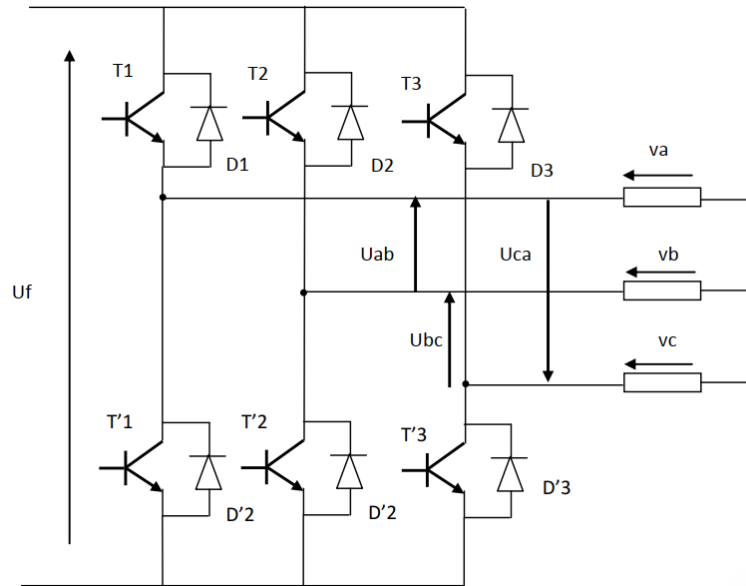 T1
T2
T3
D1
D2
D3
va
Uab
Uca
vb
Uf
Ubc
vc
T'1
T'2
T'3
D'2
D'2
D'3